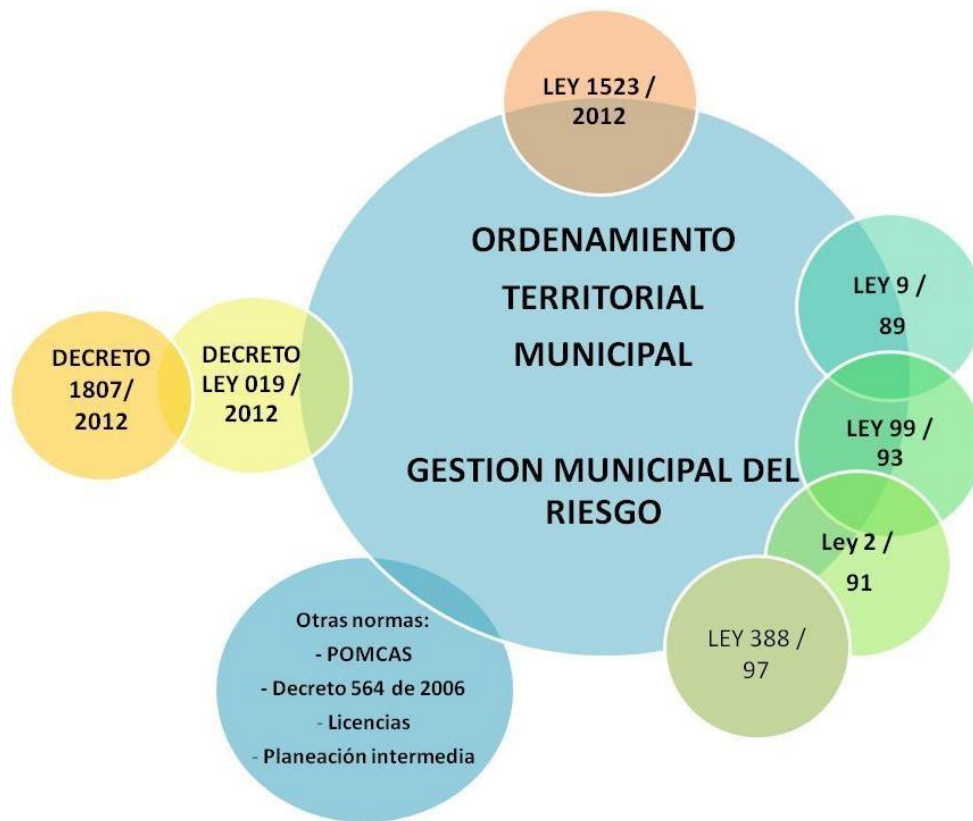 LEY 1523 /
2012
ORDENAMIENTO
TERRITORIAL
MUNICIPAL
GESTION MUNICIPAL DEL
RIESGO
LEY 9 /
89
LEY 99 /
93
Ley 2 /
91
LEY 388 /
97
Otras normas:
- POMCAS
- Decreto 564 de 2006
- Licencias
- Planeación intermedia
DECRETO
LEY 019 /
2012
DECRETO
1807/
2012